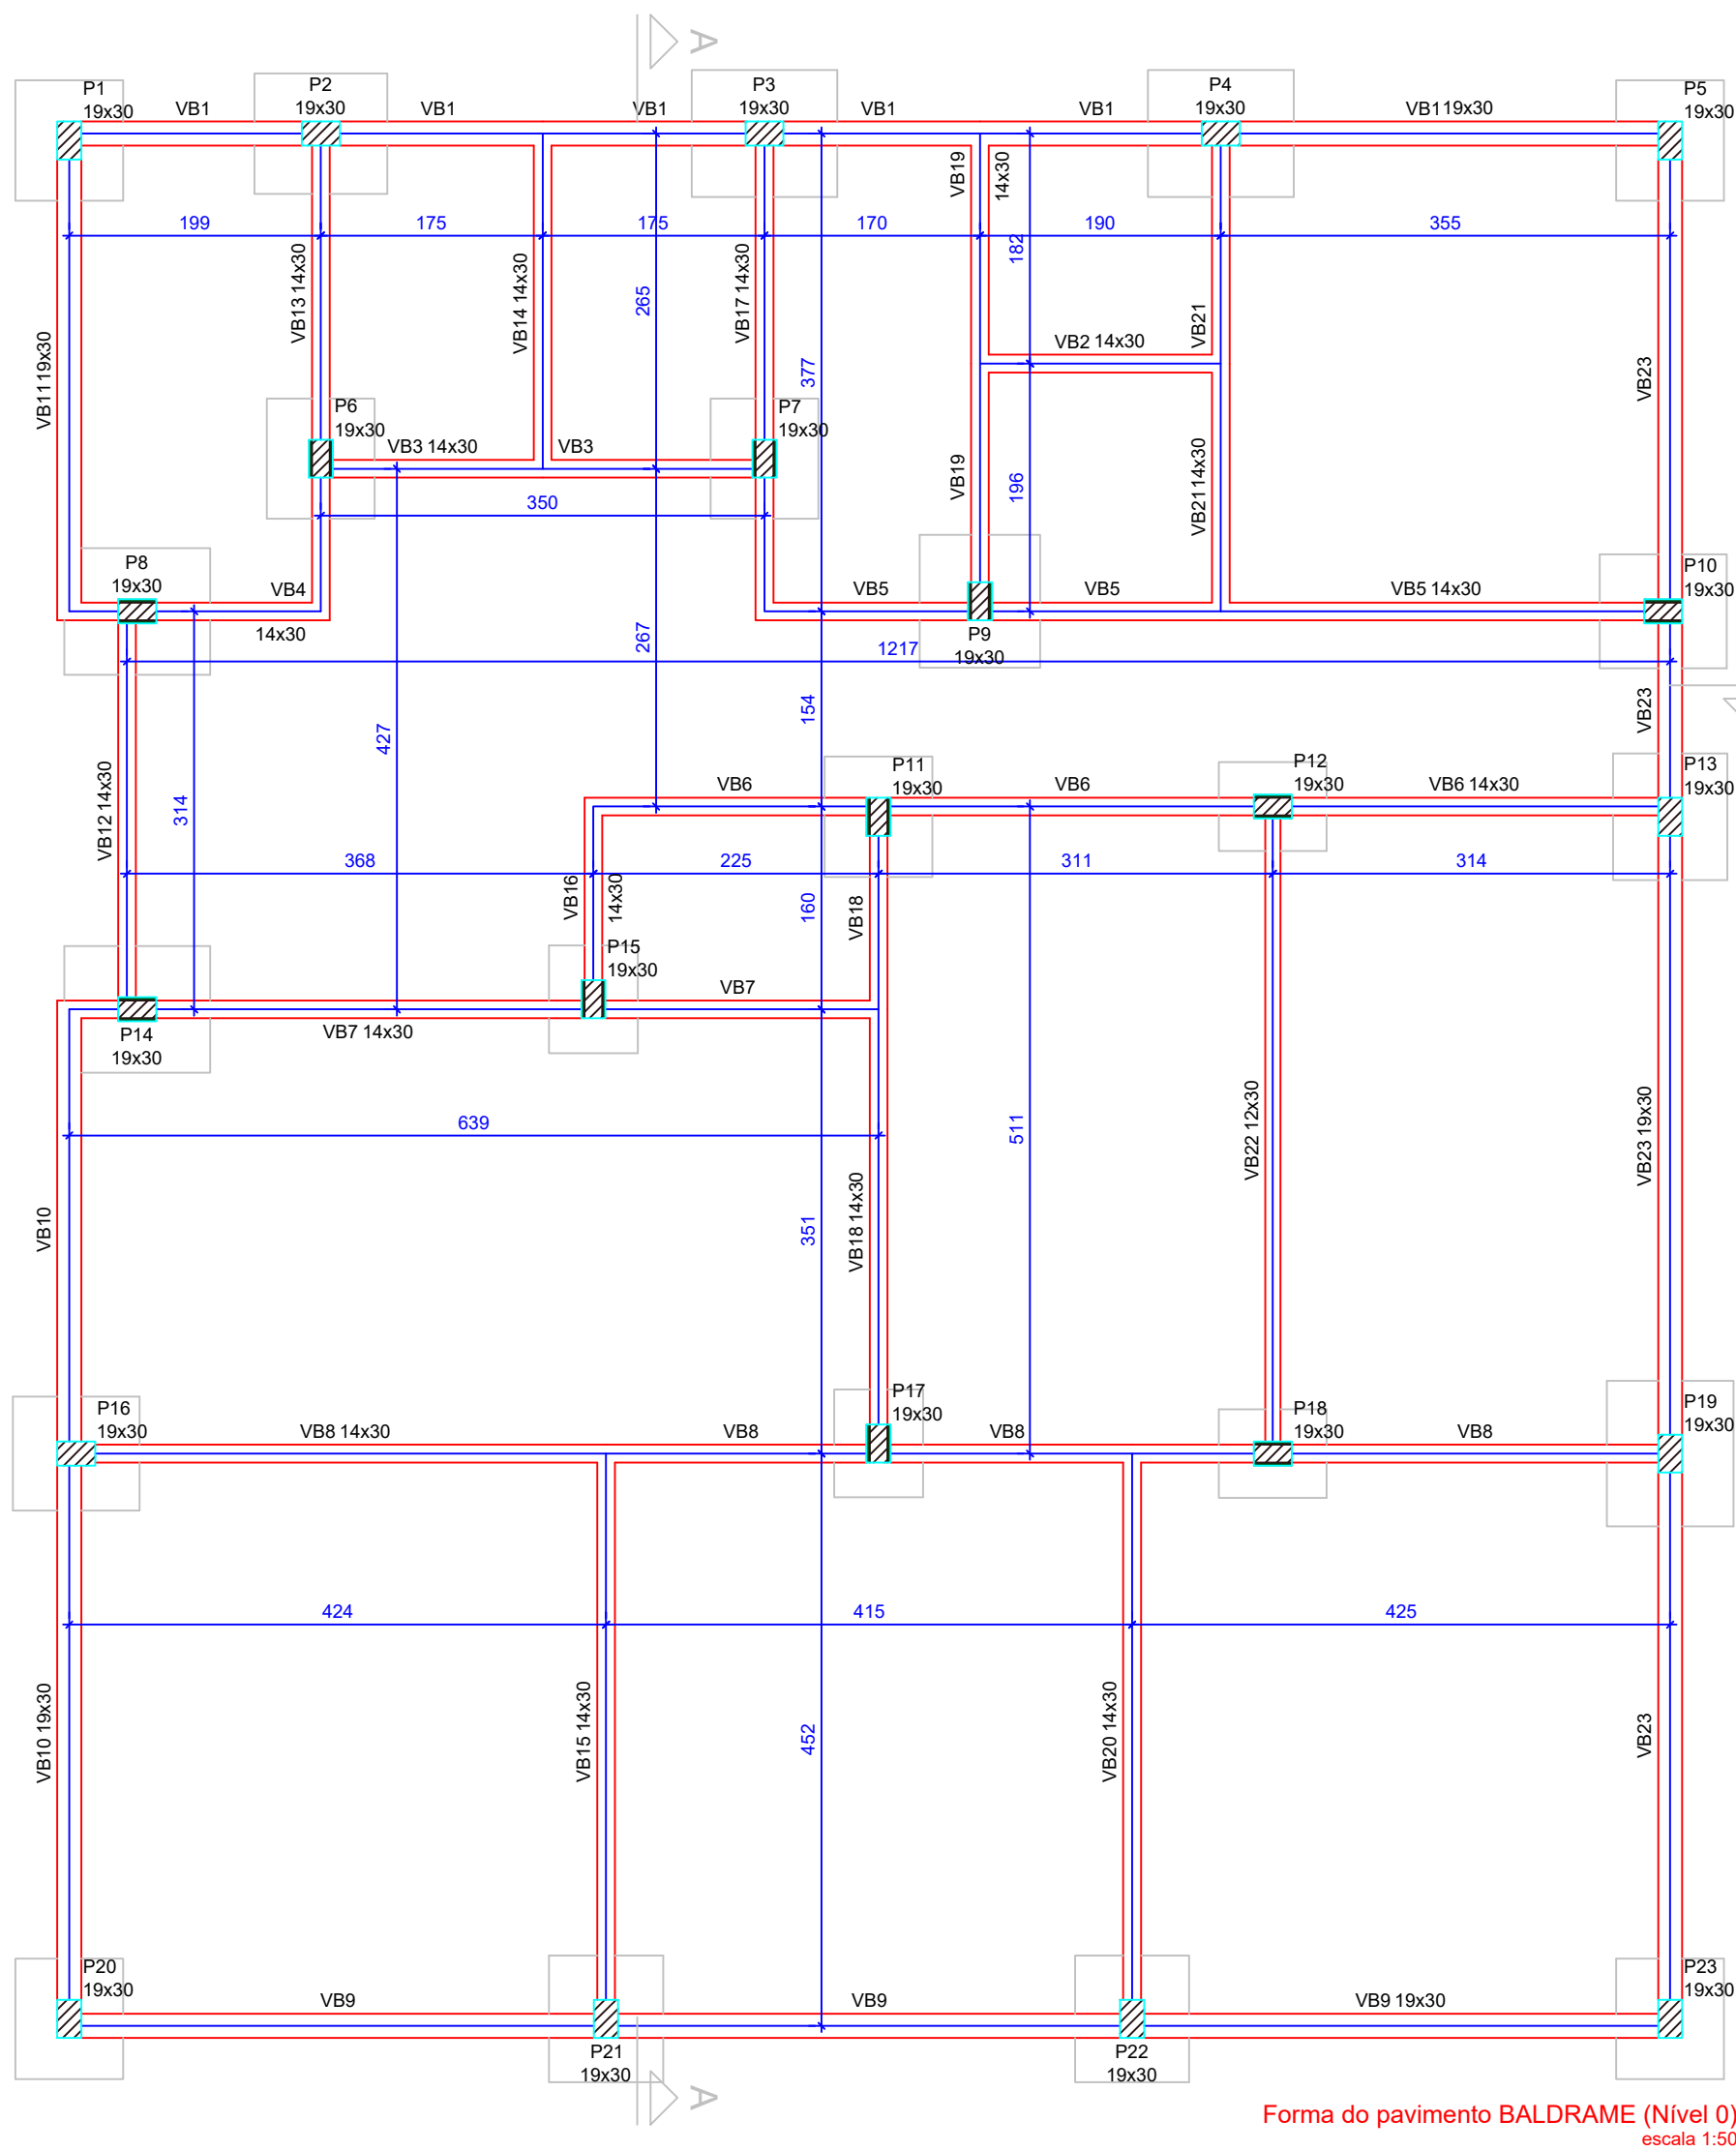 A
P1
19x30
VB1
P2
19x30
VB1
VB1
P3
19x30
VB1
VB1
P4
19x30
VB1 19x30
P5
19x30
VB19
14x30
199
175
175
170
190
355
182
VB11 19x30
VB13 14x30
VB14 14x30
265
VB17 14x30
377
VB21
VB2 14x30
VB23
P6
19x30
VB3 14x30
VB3
P7
19x30
VB19
196
VB21 14x30
350
P8
19x30
VB4
14x30
VB5
VB5
VB5 14x30
P10
19x30
P9
19x30
267
1217
154
VB23
427
314
VB12 14x30
VB6
P11
19x30
VB6
P12
19x30
VB6 14x30
P13
19x30
368
225
311
314
VB16
14x30
160
VB18
P15
19x30
VB7
P14
19x30
VB7 14x30
639
511
VB22 12x30
VB23 19x30
VB10
351
VB18 14x30
P16
19x30
VB8 14x30
VB8
P17
19x30
VB8
P18
19x30
VB8
P19
19x30
424
415
425
VB10 19x30
VB15 14x30
452
VB20 14x30
VB23
P20
19x30
VB9
VB9
VB9 19x30
P23
19x30
P21
19x30
P22
19x30
A
Forma do pavimento BALDRAME (Nível 0)
escala 1:50